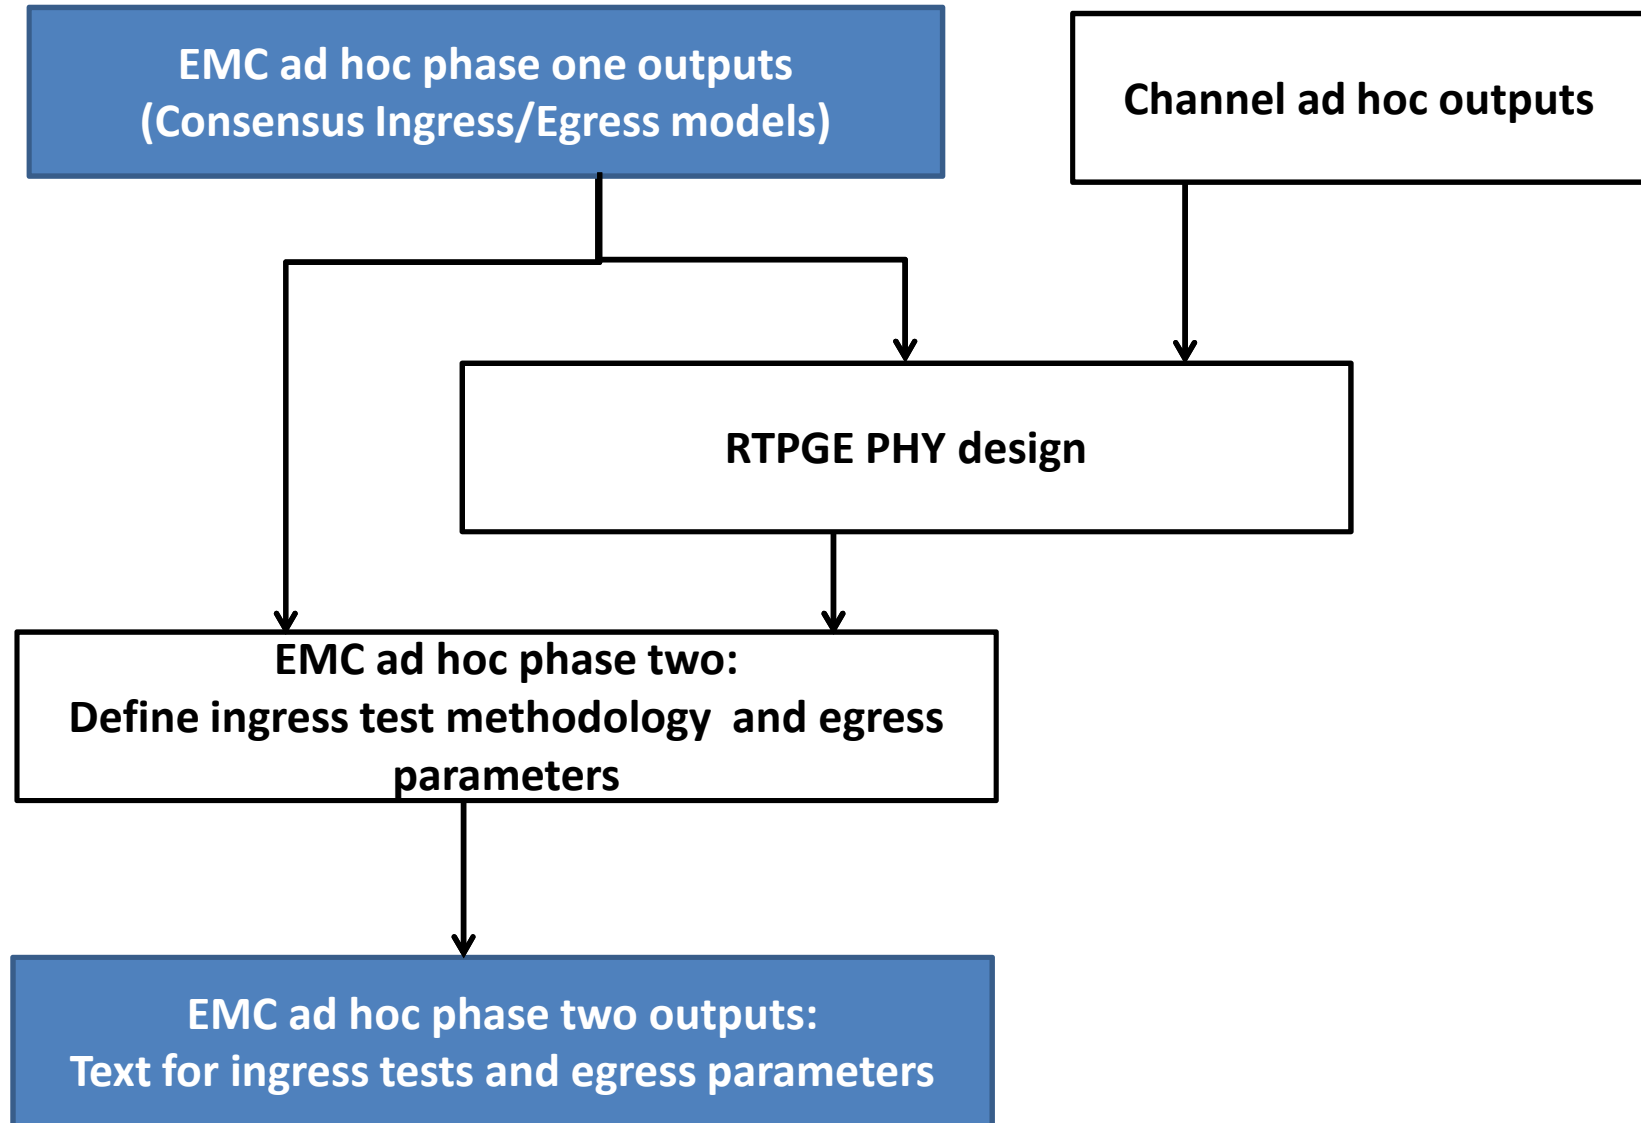 EMC ad hoc phase one outputs
(Consensus Ingress/Egress models)
Channel ad hoc outputs
RTPGE PHY design
EMC ad hoc phase two:
Define ingress test methodology  and egress
parameters
EMC ad hoc phase two outputs:
Text for ingress tests and egress parameters